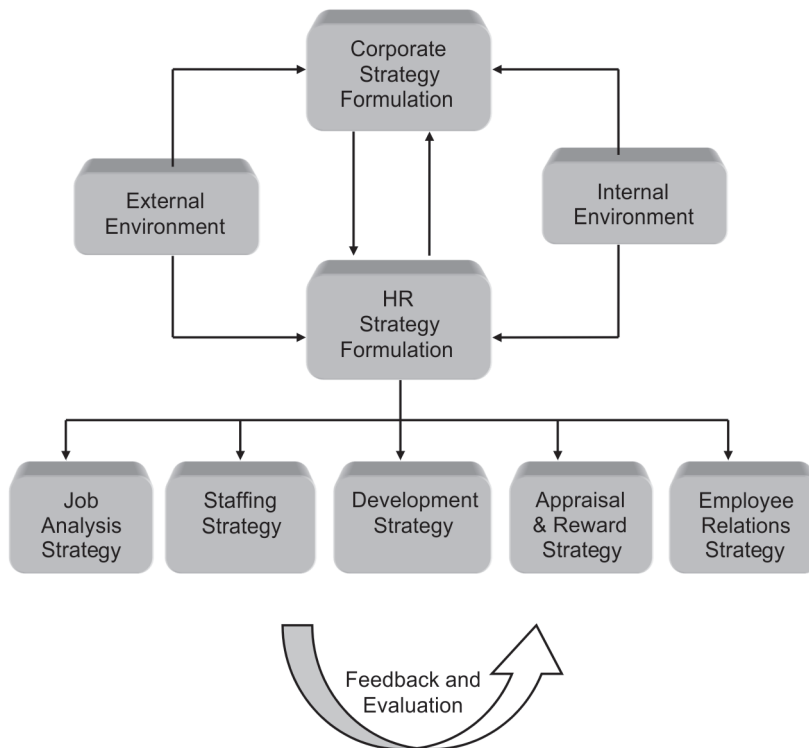 Corporate
Strategy
Formulation
External
Environment
Internal
Environment
HR
Strategy
Formulation
Job
Analysis
Strategy
Staffing
Strategy
Development
Strategy
Appraisal
& Reward
Strategy
Employee
Relations
Strategy
Feedback and
Evaluation